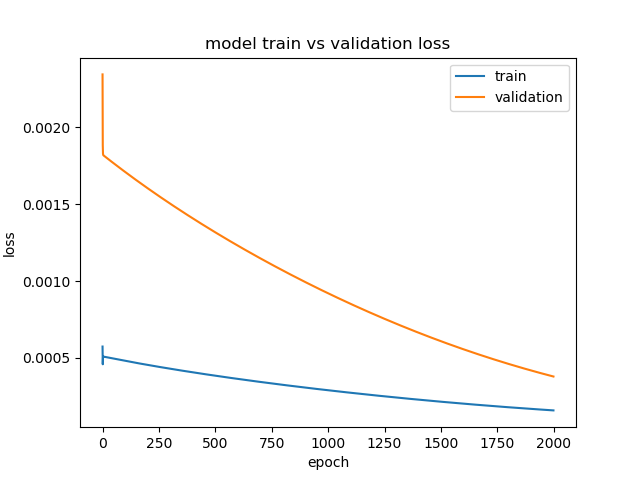 model train vs validation loss
train
validation
loss
0.0020
0.0015
0.0010
0.0005
0 250 500 750 1000 1250 1500 1750 2000
epoch